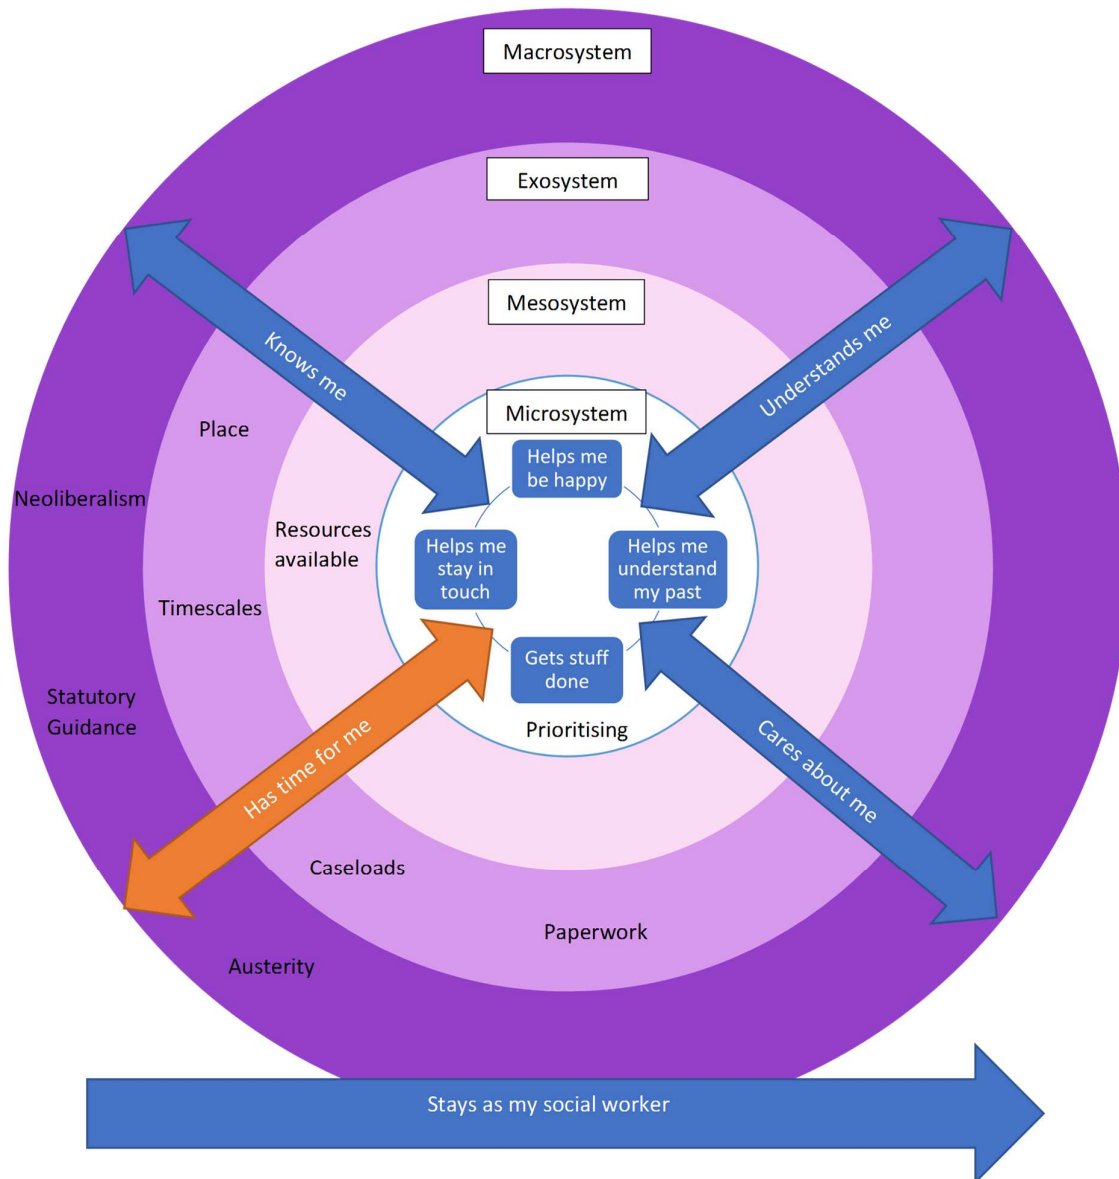 Macrosystem
Exosystem
Mesosystem
Microsystem
Knows me
Understands me
Place
Helps me
be happy
Neoliberalism
Resources
available
Helps me
stay in
touch
Helps me
understand
my past
Timescales
Gets stuff
done
Statutory
Guidance
Prioritising
Has time for me
Cares about me
Caseloads
Paperwork
Austerity
Stays as my social worker